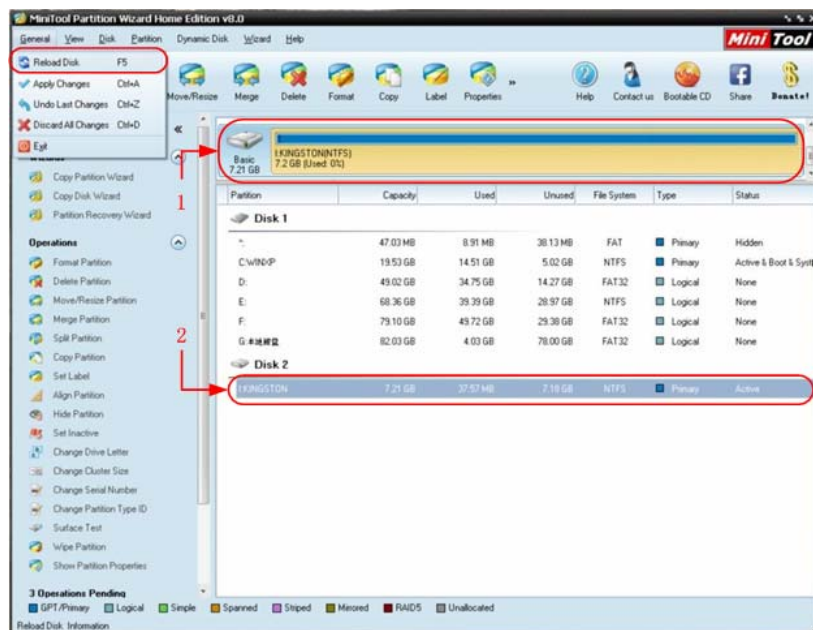 MiniTool Partition Wizard Home Edition v8.0
General View Disk Partition Dynamic Disk Wizard Help
Mini Tool
Reload Disk F5
Apply Changes Ctrl+A
Undo Last Changes Ctrl+Z
Discard All Changes Ctrl+D
Exit
Move/Resize Merge Delete Format Copy Label Properties » Help Contact us Bootable CD Share Donate!
«
Basic
7.21 GB
I:KINGSTON(NTFS)
7.2 GB (Used: 0%)
1
Copy Partition Wizard
Copy Disk Wizard
Partition Recovery Wizard
Operations
Format Partition
Delete Partition
Move/Resize Partition
Merge Partition
Split Partition
Copy Partition
Set Label
Align Partition
Hide Partition
Set Inactive
Change Drive Letter
Change Cluster Size
Change Serial Number
Change Partition Type ID
Surface Test
Wipe Partition
Show Partition Properties
3 Operations Pending
2
Partition Capacity Used Unused File System Type Status
Disk 1
*: 47.03 MB 8.91 MB 38.13 MB FAT Primary Hidden
C:WINXP 19.53 GB 14.51 GB 5.02 GB NTFS Primary Active & Boot & Syst
D: 49.02 GB 34.75 GB 14.27 GB FAT32 Logical None
E: 68.36 GB 39.39 GB 28.97 GB NTFS Logical None
F: 79.10 GB 49.72 GB 29.38 GB FAT32 Logical None
G:本地磁盘 82.03 GB 4.03 GB 78.00 GB FAT32 Logical None
Disk 2
I:KINGSTON 7.21 GB 37.57 MB 7.18 GB NTFS Primary Active
GPT/Primary Logical Simple Spanned Striped Mirrored RAID5 Unallocated
Reload Disk Information